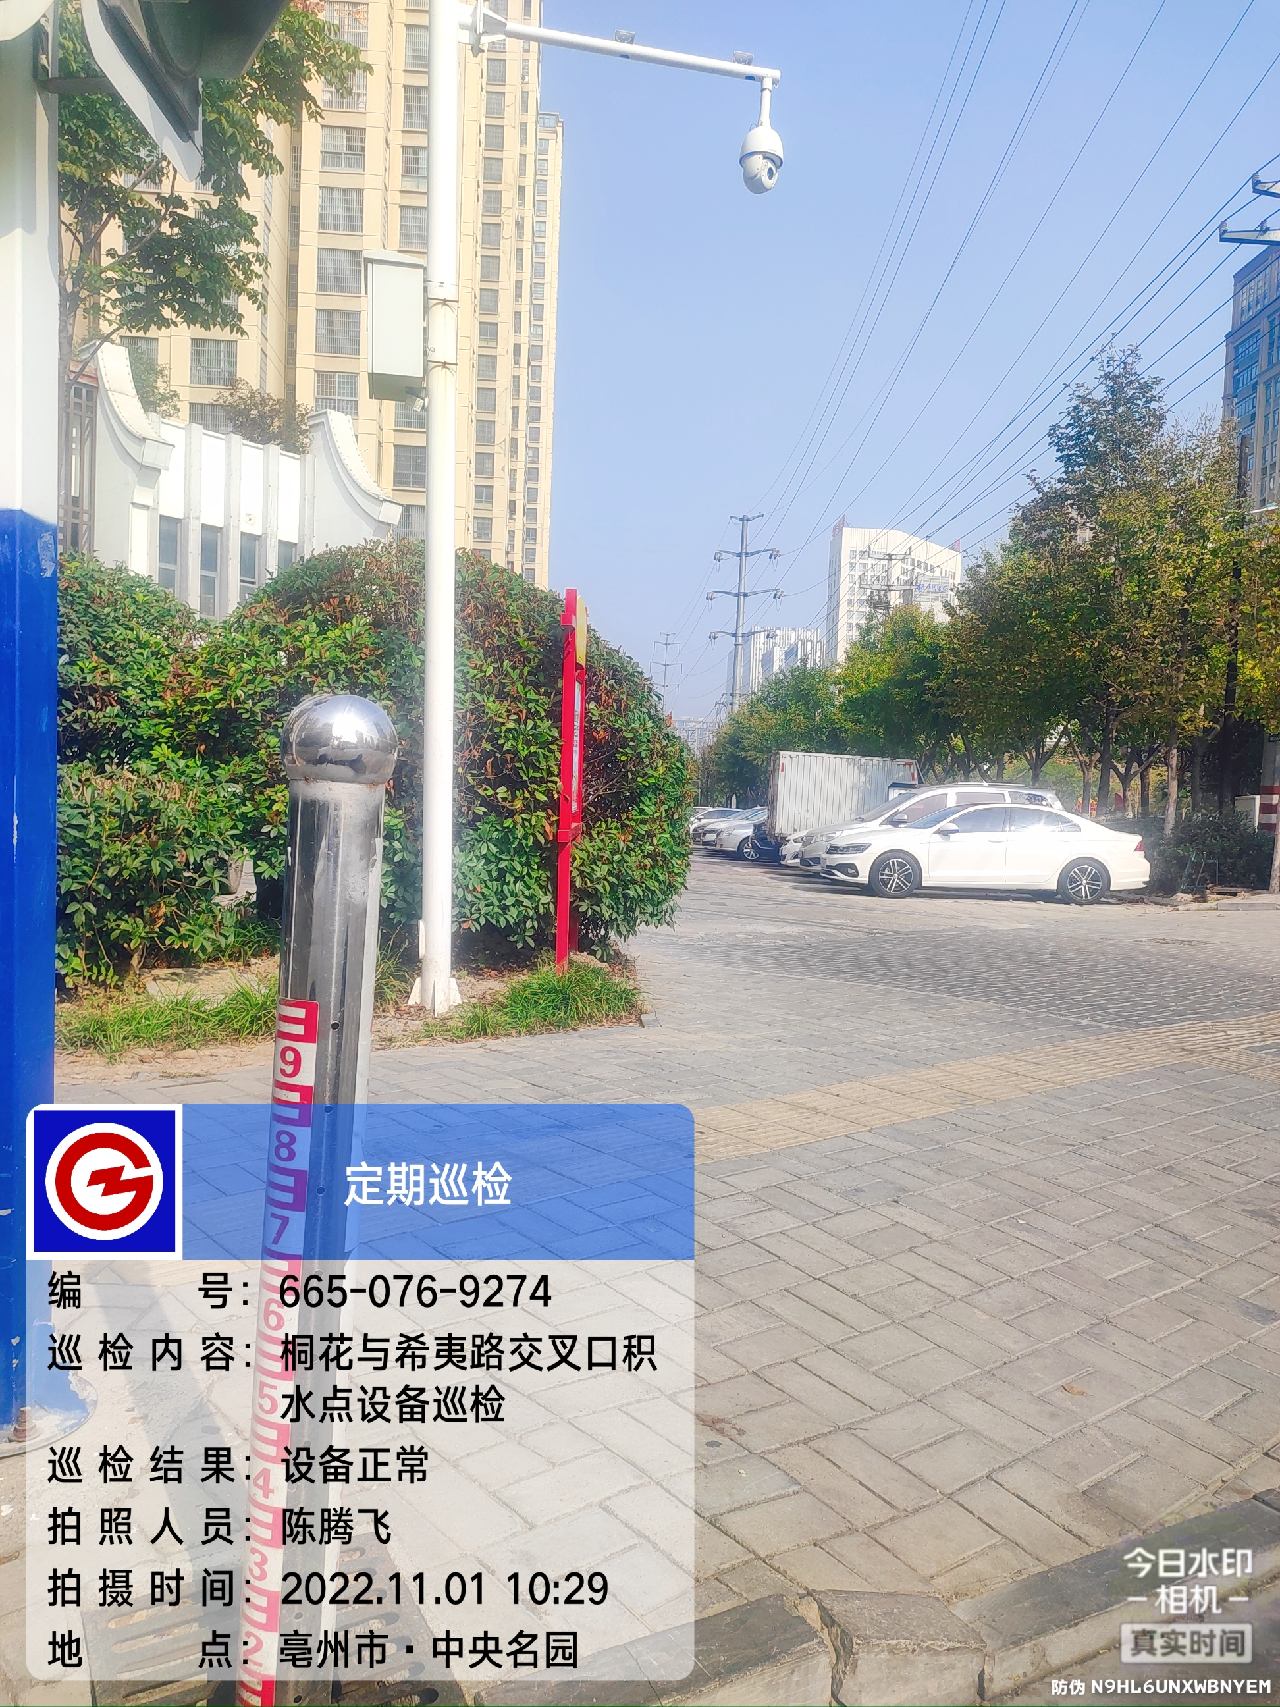 9
8
7
6
5
4
3
2
定期巡检
编号：665-076-9274
巡检内容：桐花与希夷路交叉口积
水点设备巡检
巡检结果：设备正常
拍照人员：陈腾飞
拍摄时间：2022.11.01 10:29
地点：亳州市·中央名园
今日水印
-相机-
真实时间
防伪 N9HL6UNXWBNYEM